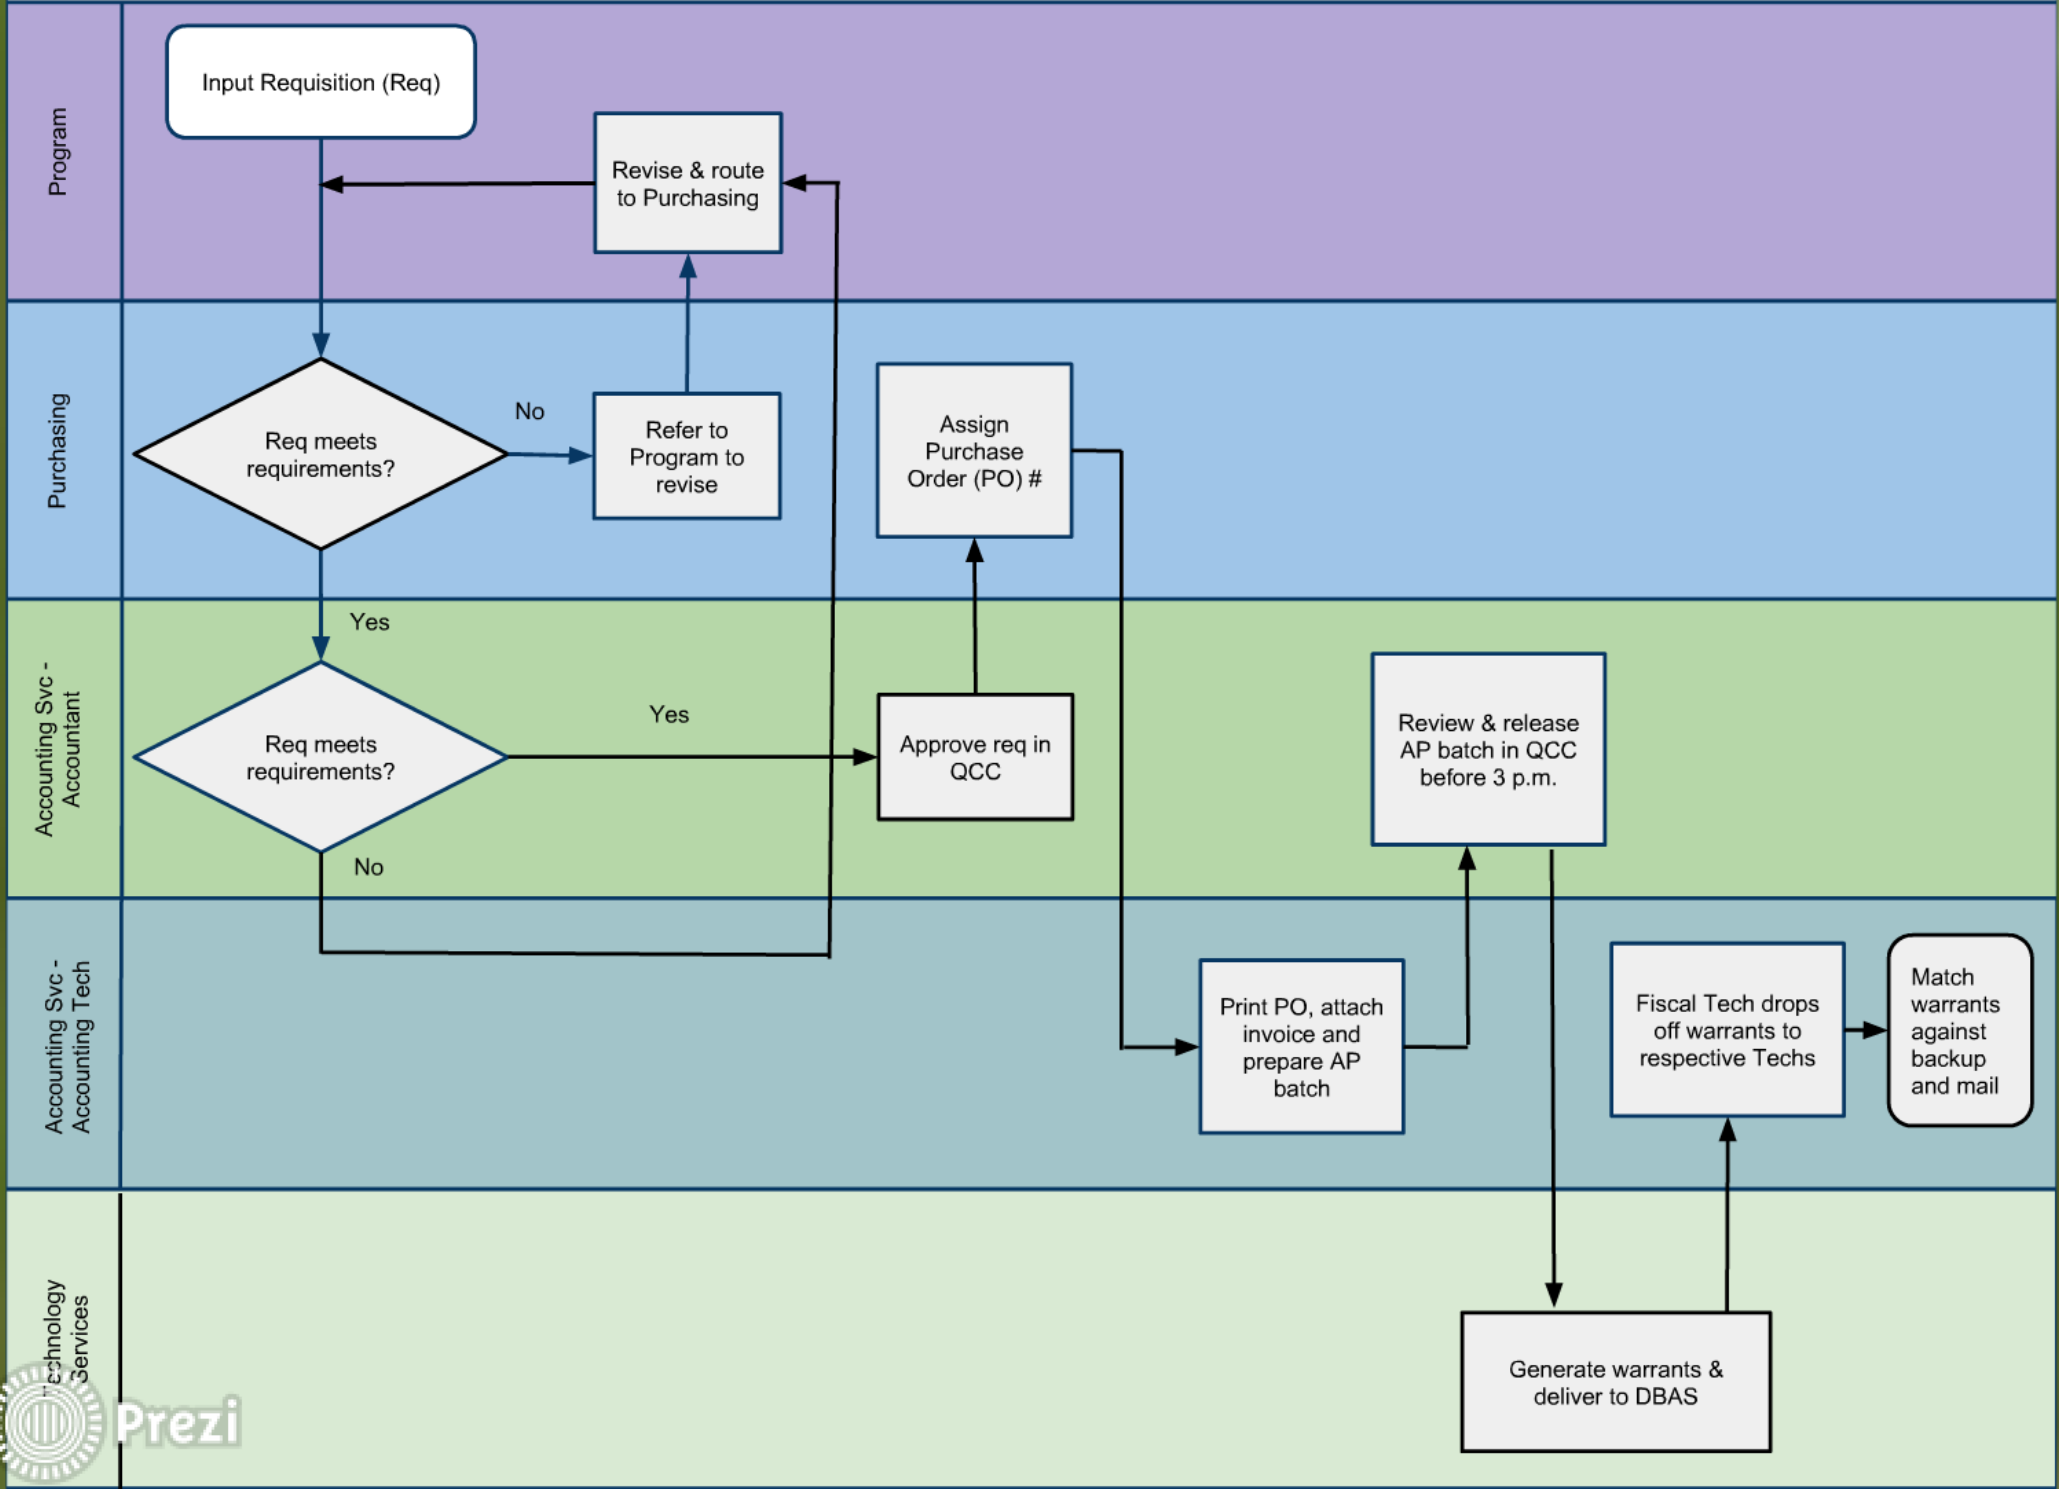 Program
Input Requisition (Req)
Revise & route
to Purchasing
Purchasing
Req meets
requirements?
No
Refer to
Program to
revise
Assign
Purchase
Order (PO) #
Yes
Accounting Svc -
Accountant
Req meets
requirements?
Yes
No
Approve req in
QCC
Review & release
AP batch in QCC
before 3 p.m.
Accounting Svc -
Accounting Tech
Print PO, attach
invoice and
prepare AP
batch
Fiscal Tech drops
off warrants to
respective Techs
Match
warrants
against
backup
and mail
Technology
Services
Generate warrants &
deliver to DBAS
Prezi